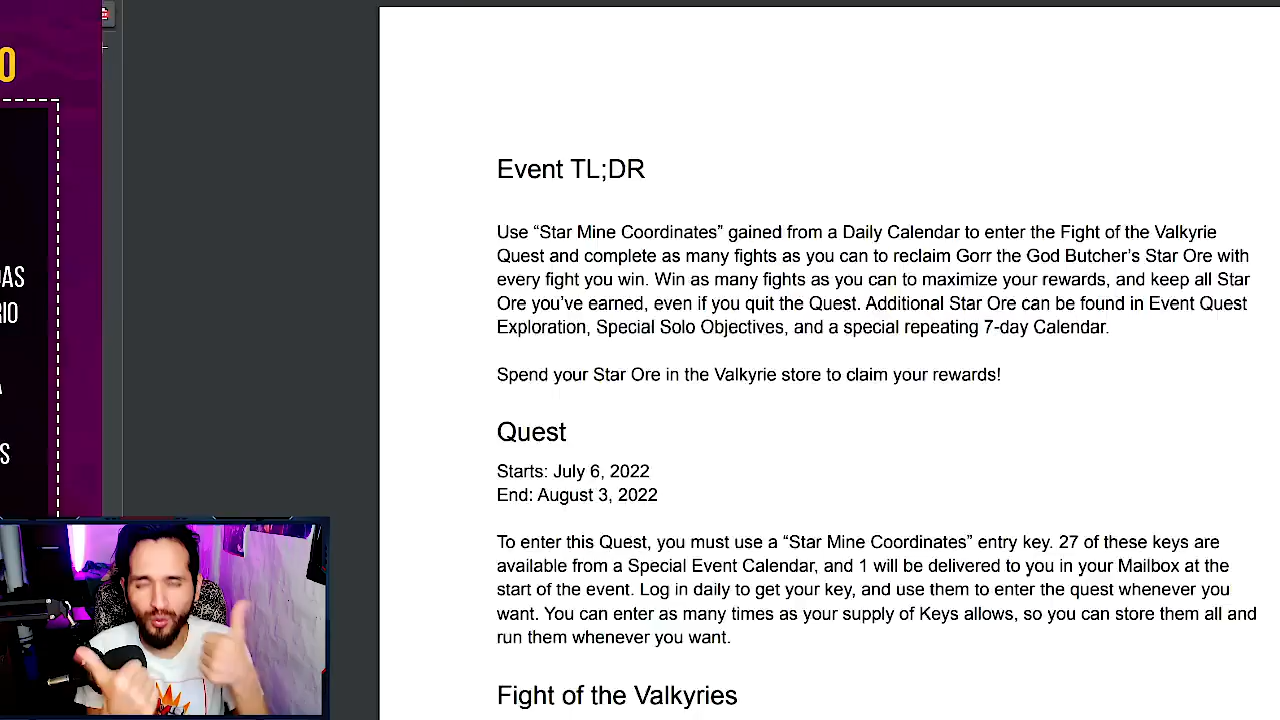 O
AS
RIO
A
S
Event TL;DR
Use “Star Mine Coordinates” gained from a Daily Calendar to enter the Fight of the Valkyrie
Quest and complete as many fights as you can to reclaim Gorr the God Butcher’s Star Ore with
every fight you win. Win as many fights as you can to maximize your rewards, and keep all Star
Ore you’ve earned, even if you quit the Quest. Additional Star Ore can be found in Event Quest
Exploration, Special Solo Objectives, and a special repeating 7-day Calendar.
Spend your Star Ore in the Valkyrie store to claim your rewards!
Quest
Starts: July 6, 2022
End: August 3, 2022
To enter this Quest, you must use a “Star Mine Coordinates” entry key. 27 of these keys are
available from a Special Event Calendar, and 1 will be delivered to you in your Mailbox at the
start of the event. Log in daily to get your key, and use them to enter the quest whenever you
want. You can enter as many times as your supply of Keys allows, so you can store them all and
run them whenever you want.
Fight of the Valkyries